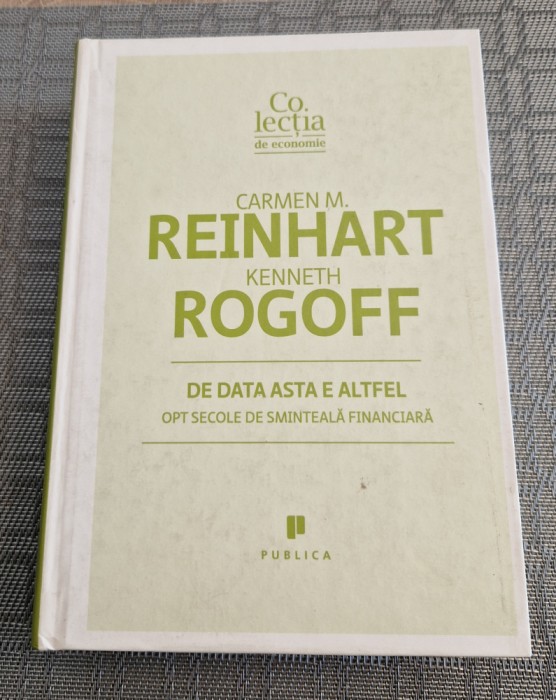 Co.
lecția
de economie
CARMEN M.
REINHART
KENNETH
ROGOFF
DE DATA ASTA E ALTFEL
OPT SECOLE DE SMINTEALĂ FINANCIARĂ
PUBLICA